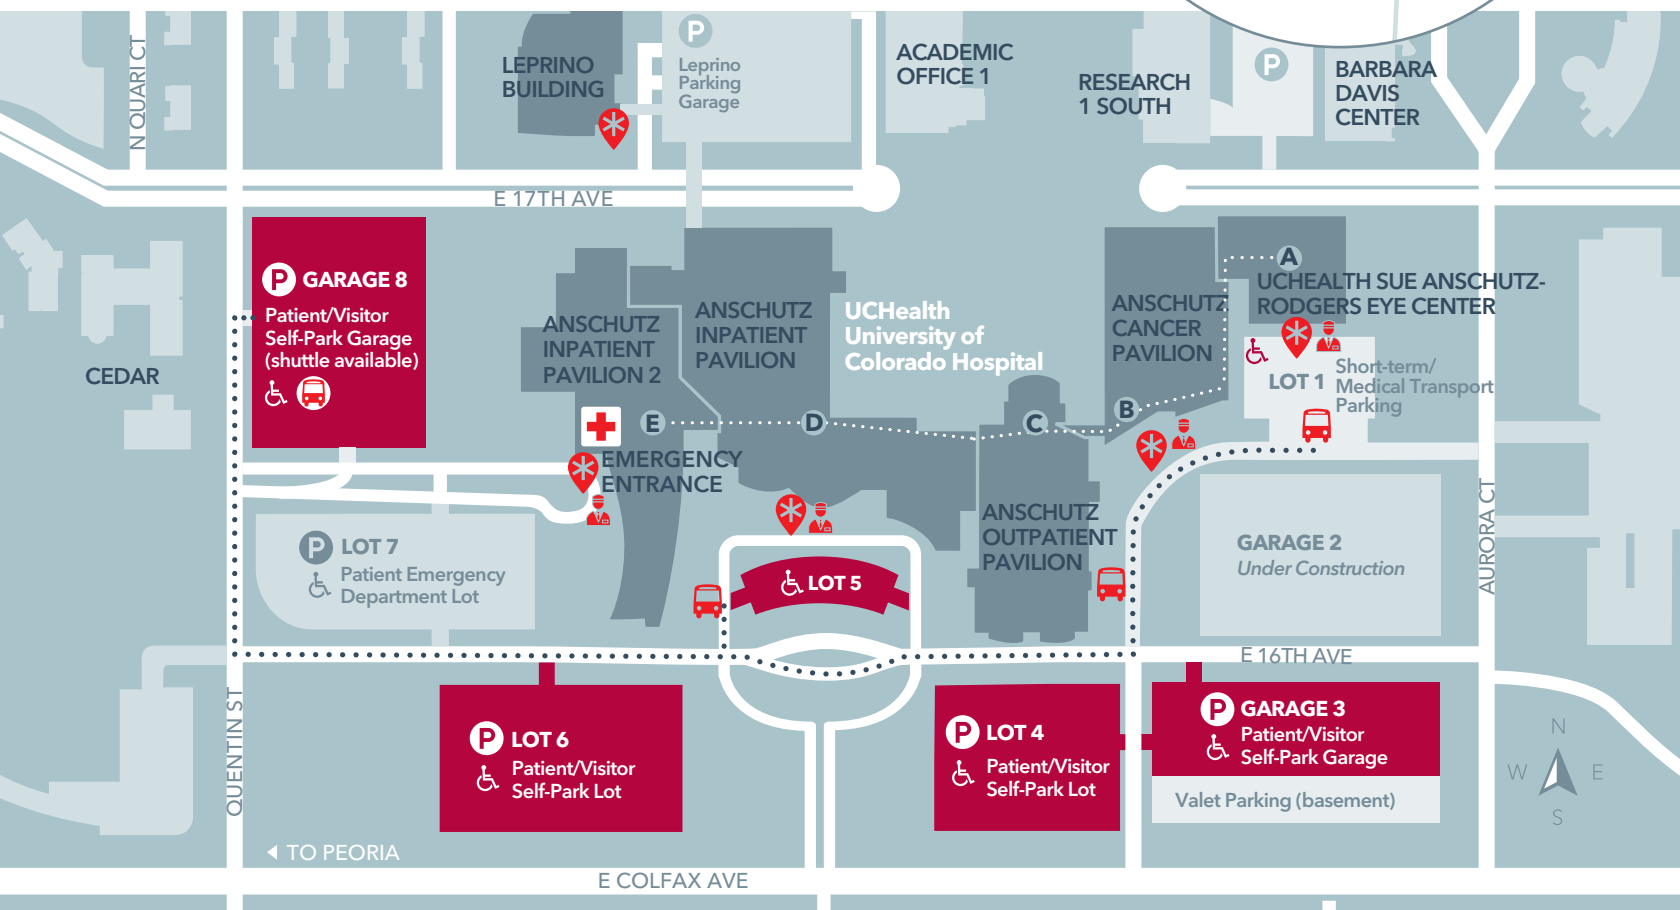 N QUARI CT
LEPRINO
BUILDING
P
Leprino
Parking
Garage
ACADEMIC
OFFICE 1
RESEARCH
1 SOUTH
P
BARBARA
DAVIS
CENTER
E 17TH AVE
P GARAGE 8
Patient/Visitor
Self-Park Garage
(shuttle available)
CEDAR
ANSCHUTZ
INPATIENT
PAVILION 2
ANSCHUTZ
INPATIENT
PAVILION
UCHealth
University of
Colorado Hospital
ANSCHUTZ
CANCER
PAVILION
A
UCHEALTH SUE ANSCHUTZ-
RODGERS EYE CENTER
LOT 1
Short-term/
Medical Transport
Parking
E
D
C
B
EMERGENCY
ENTRANCE
P LOT 7
Patient Emergency
Department Lot
LOT 5
ANSCHUTZ
OUTPATIENT
PAVILION
GARAGE 2
Under Construction
AURORA CT
E 16TH AVE
QUENTIN ST
P LOT 6
Patient/Visitor
Self-Park Lot
P LOT 4
Patient/Visitor
Self-Park Lot
P GARAGE 3
Patient/Visitor
Self-Park Garage
Valet Parking (basement)
N
W
E
S
TO PEORIA
E COLFAX AVE